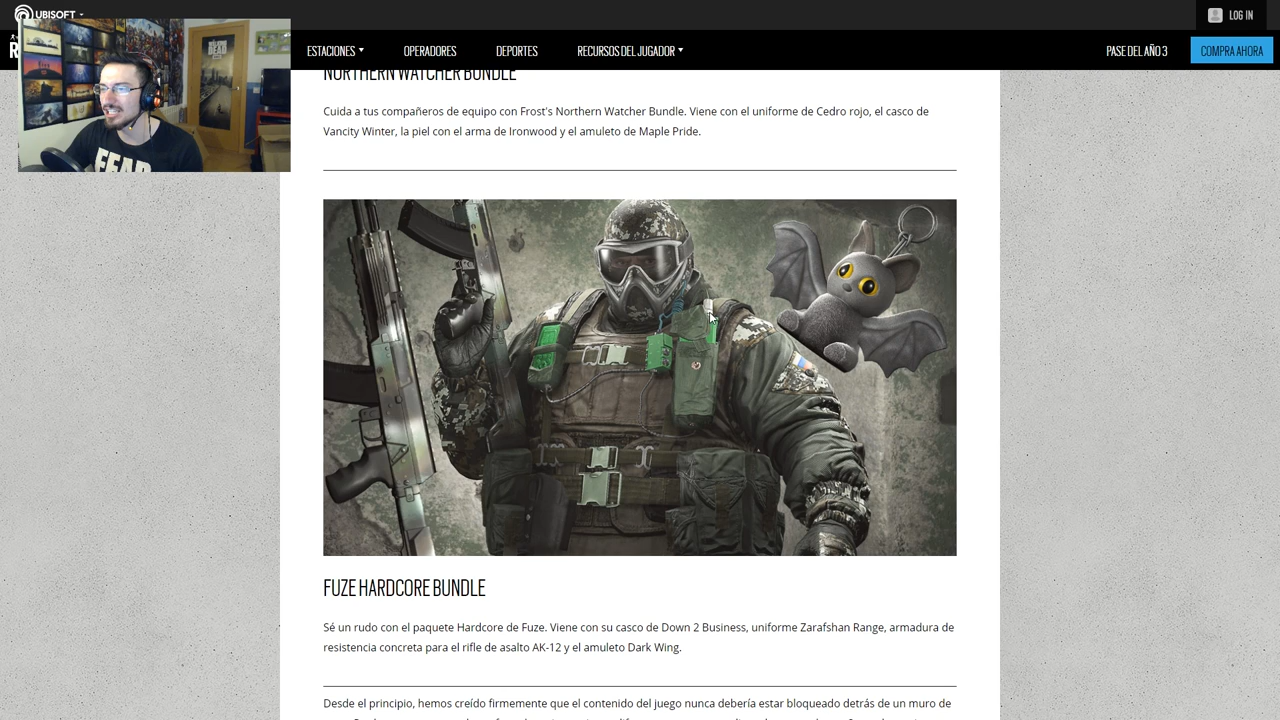 UBISOFT
LOG IN
R
ESTACIONES
OPERADORES
DEPORTES
RECURSOS DEL JUGADOR
PASE DEL AÑO 3
COMPRA AHORA
THE WALKING
DEAD
FEAR
NORTHERN WATCHER BUNDLE
Cuida a tus compañeros de equipo con Frost's Northern Watcher Bundle. Viene con el uniforme de Cedro rojo, el casco de
Vancity Winter, la piel con el arma de Ironwood y el amuleto de Maple Pride.
FUZE HARDCORE BUNDLE
Sé un rudo con el paquete Hardcore de Fuze. Viene con su casco de Down 2 Business, uniforme Zarafshan Range, armadura de
resistencia concreta para el rifle de asalto AK-12 y el amuleto Dark Wing.
Desde el principio, hemos creído firmemente que el contenido del juego nunca debería estar bloqueado detrás de un muro de